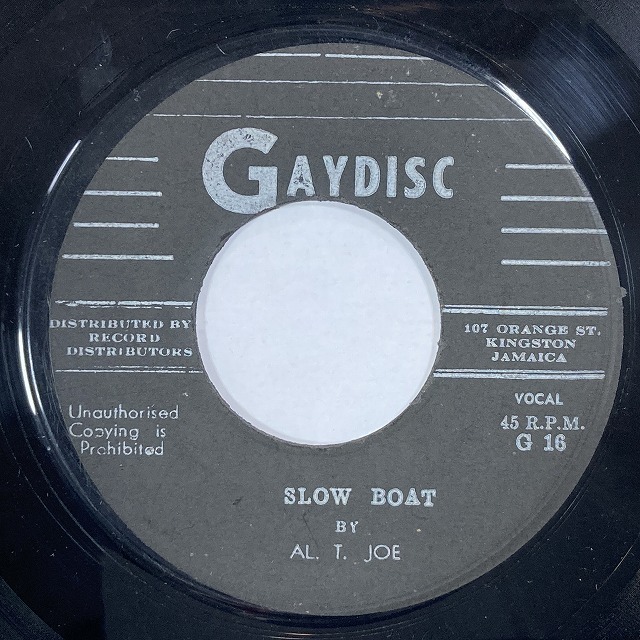 GAYDISC
DISTRIBUTED BY
RECORD
DISTRIBUTORS
107 ORANGE ST.
KINGSTON
JAMAICA
Unauthorised
Copying is
Prohibited
VOCAL
45 R.P.M.
G 16
SLOW BOAT
BY
AL. T. JOE